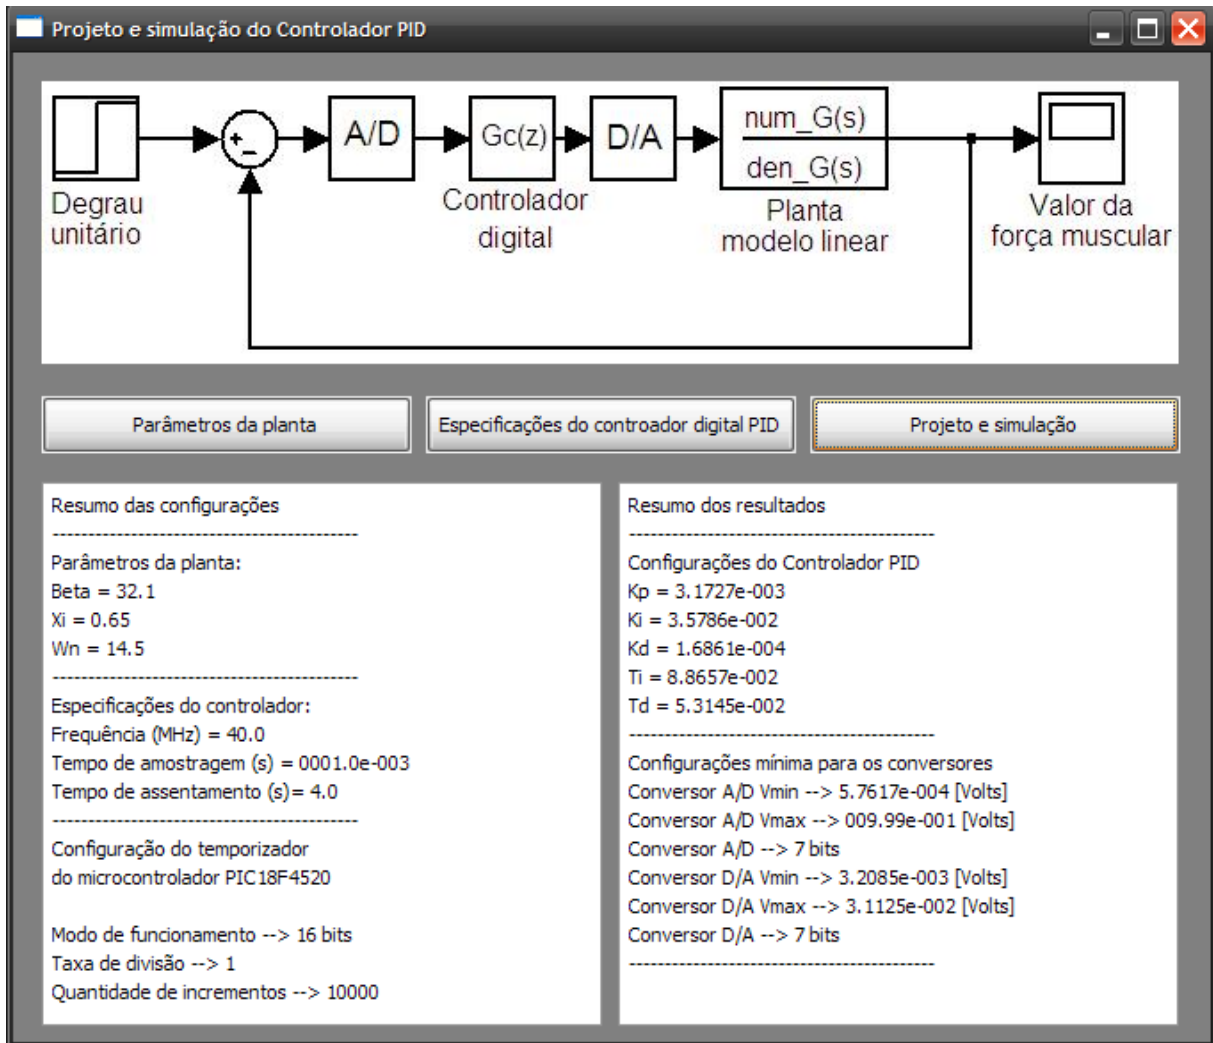 Projeto e simulação do Controlador PID
Degrau
unitário
+
-
A/D
Gc(z)
Controlador
digital
D/A
num_G(s)
den_G(s)
Planta
modelo linear
Valor da
força muscular
Parâmetros da planta
Especificações do controador digital PID
Projeto e simulação
Resumo das configurações
-------------------------------------------
Parâmetros da planta:
Beta = 32.1
Xi = 0.65
Wn = 14.5
-------------------------------------------
Especificações do controlador:
Frequência (MHz) = 40.0
Tempo de amostragem (s) = 0001.0e-003
Tempo de assentamento (s)= 4.0
-------------------------------------------
Configuração do temporizador
do microcontrolador PIC18F4520
Modo de funcionamento --> 16 bits
Taxa de divisão --> 1
Quantidade de incrementos --> 10000
Resumo dos resultados
-------------------------------------------
Configurações do Controlador PID
Kp = 3.1727e-003
Ki = 3.5786e-002
Kd = 1.6861e-004
Ti = 8.8657e-002
Td = 5.3145e-002
-------------------------------------------
Configurações mínima para os conversores
Conversor A/D Vmin --> 5.7617e-004 [Volts]
Conversor A/D Vmax --> 009.99e-001 [Volts]
Conversor A/D --> 7 bits
Conversor D/A Vmin --> 3.2085e-003 [Volts]
Conversor D/A Vmax --> 3.1125e-002 [Volts]
Conversor D/A --> 7 bits
-------------------------------------------